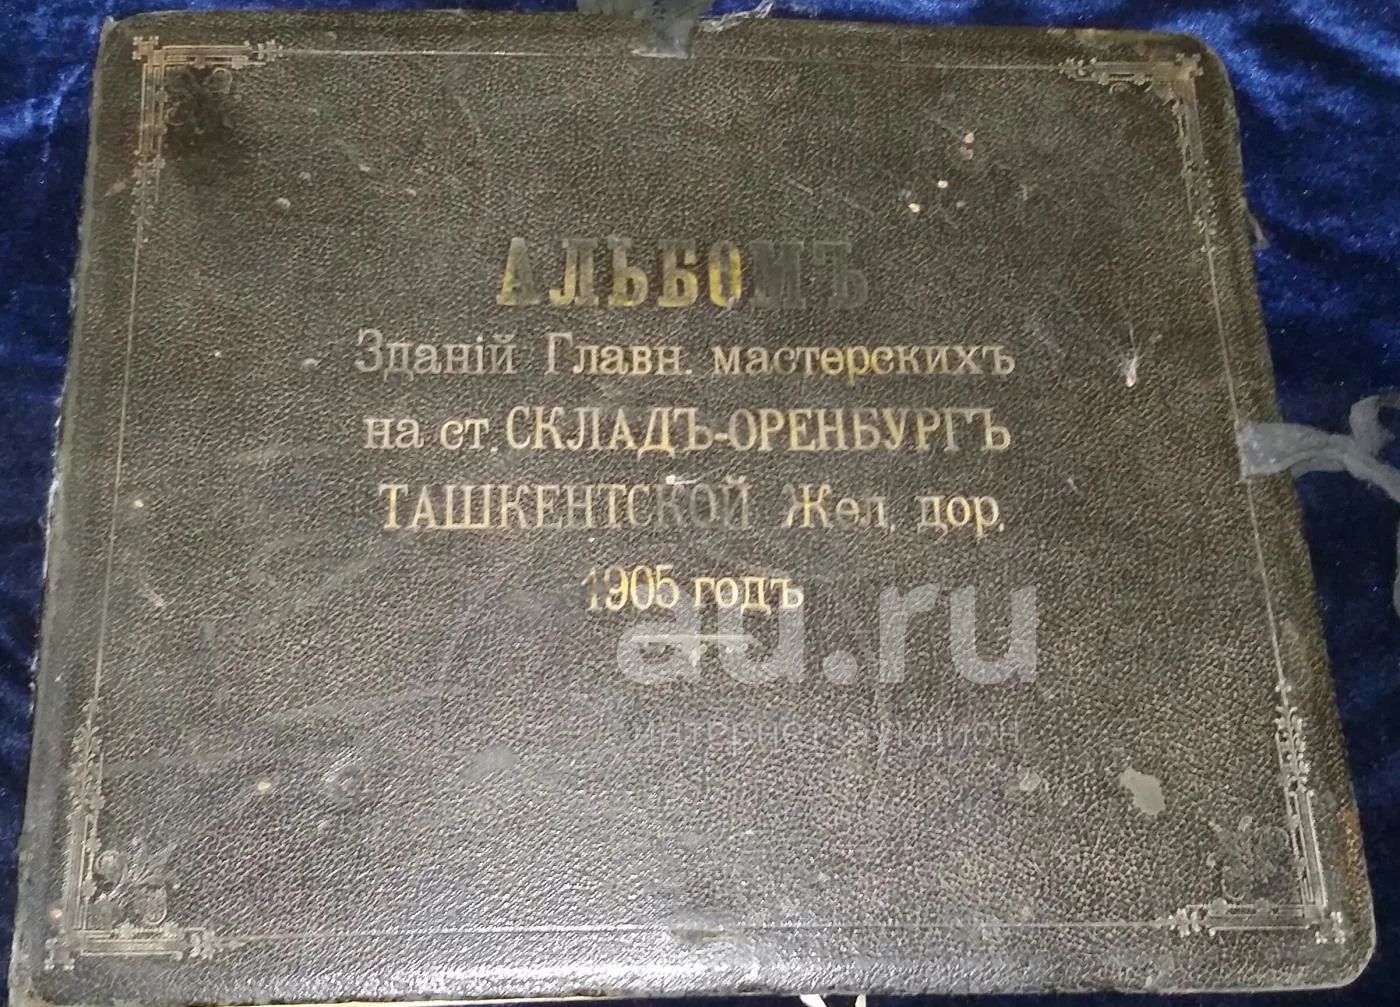 АЛЬБОМЪ
Зданій Главн. мастерскихъ
на ст. СКЛАДЪ-ОРЕНБУРГЪ
ТАШКЕНТСКОЙ Жел. дор.
1905 годъ
au.ru
интернет-аукцион